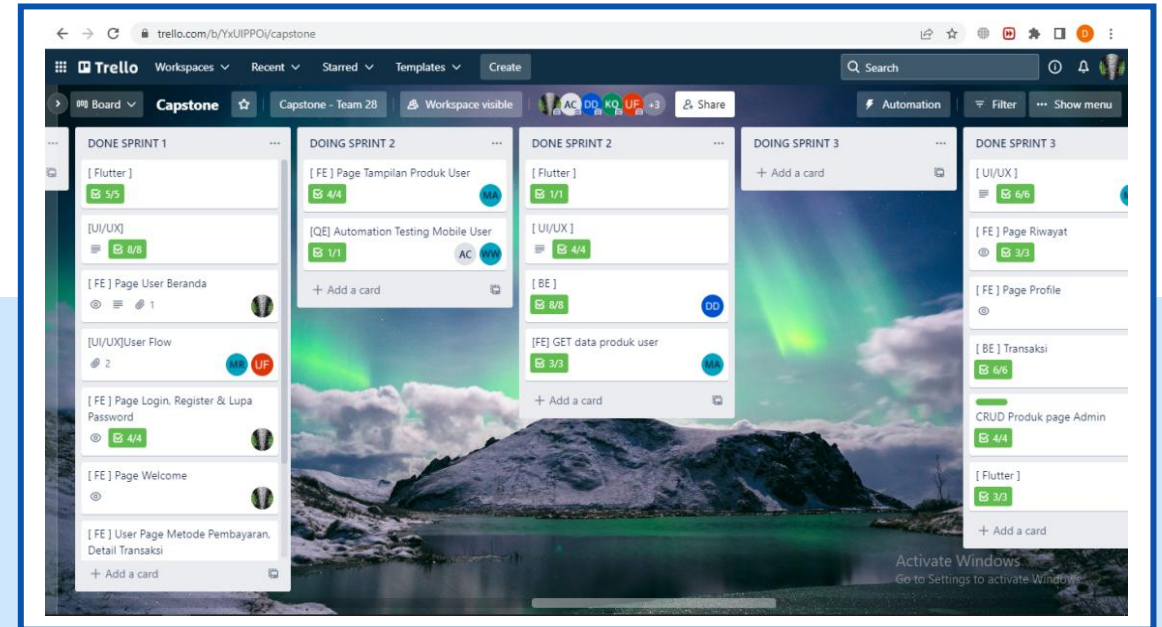 trello.com/b/YxUlPPOi/capstone
D
Trello Workspaces Recent Starred Templates Create Search
Board Capstone Capstone - Team 28 Workspace visible AC DD KQ UF +3 Share Automation Filter Show menu
DONE SPRINT 1
[ Flutter ]
5/5
[UI/UX]
8/8
[ FE ] Page User Beranda
1
[UI/UX]User Flow
2 MR UF
[ FE ] Page Login, Register & Lupa
Password
4/4
[ FE ] Page Welcome
[ FE ] User Page Metode Pembayaran,
Detail Transaksi
+ Add a card
DOING SPRINT 2
[ FE ] Page Tampilan Produk User
4/4 MA
[QE] Automation Testing Mobile User
1/1 AC WW
+ Add a card
DONE SPRINT 2
[ Flutter ]
1/1
[ UI/UX ]
4/4
[ BE ]
8/8 DD
[FE] GET data produk user
3/3 MA
+ Add a card
DOING SPRINT 3
+ Add a card
DONE SPRINT 3
[ UI/UX ]
6/6
[ FE ] Page Riwayat
3/3
[ FE ] Page Profile
[ BE ] Transaksi
6/6
CRUD Produk page Admin
4/4
[ Flutter ]
3/3
+ Add a card
Activate Windows
Go to Settings to activate Windows.